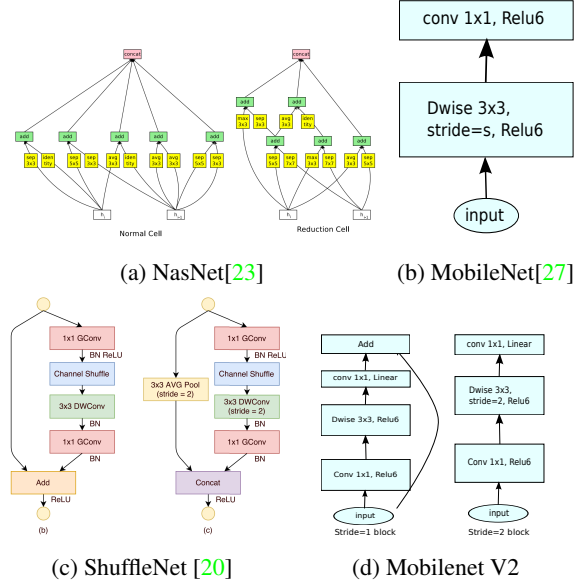 concat
add
add
add
add
add
sep 3x3
iden tity
sep 5x5
sep 3x3
avg 3x3
iden tity
avg 3x3
avg 3x3
sep 5x5
sep 3x3
h
i
h
i-1
Normal Cell
concat
add
add
max 3x3
sep 3x3
avg 3x3
iden tity
add
add
add
sep 5x5
sep 7x7
max 3x3
sep 7x7
avg 3x3
sep 5x5
h
i
h
Reduction Cell
(a) NasNet[23]
conv 1x1, Relu6
Dwise 3x3,
stride=s, Relu6
input
(b) MobileNet[27]
1x1 GConv
BN ReLU
Channel Shuffle
3x3 DWConv
BN
1x1 GConv
BN
Add
ReLU
(b)
3x3 AVG Pool
(stride = 2)
1x1 GConv
BN ReLU
Channel Shuffle
3x3 DWConv
(stride = 2)
BN
1x1 GConv
BN
Concat
ReLU
(c)
(c) ShuffleNet [20]
Add
conv 1x1, Linear
Dwise 3x3, Relu6
Conv 1x1, Relu6
input
Stride=1 block
conv 1x1, Linear
Dwise 3x3,
stride=2, Relu6
Conv 1x1, Relu6
input
Stride=2 block
(d) Mobilenet V2